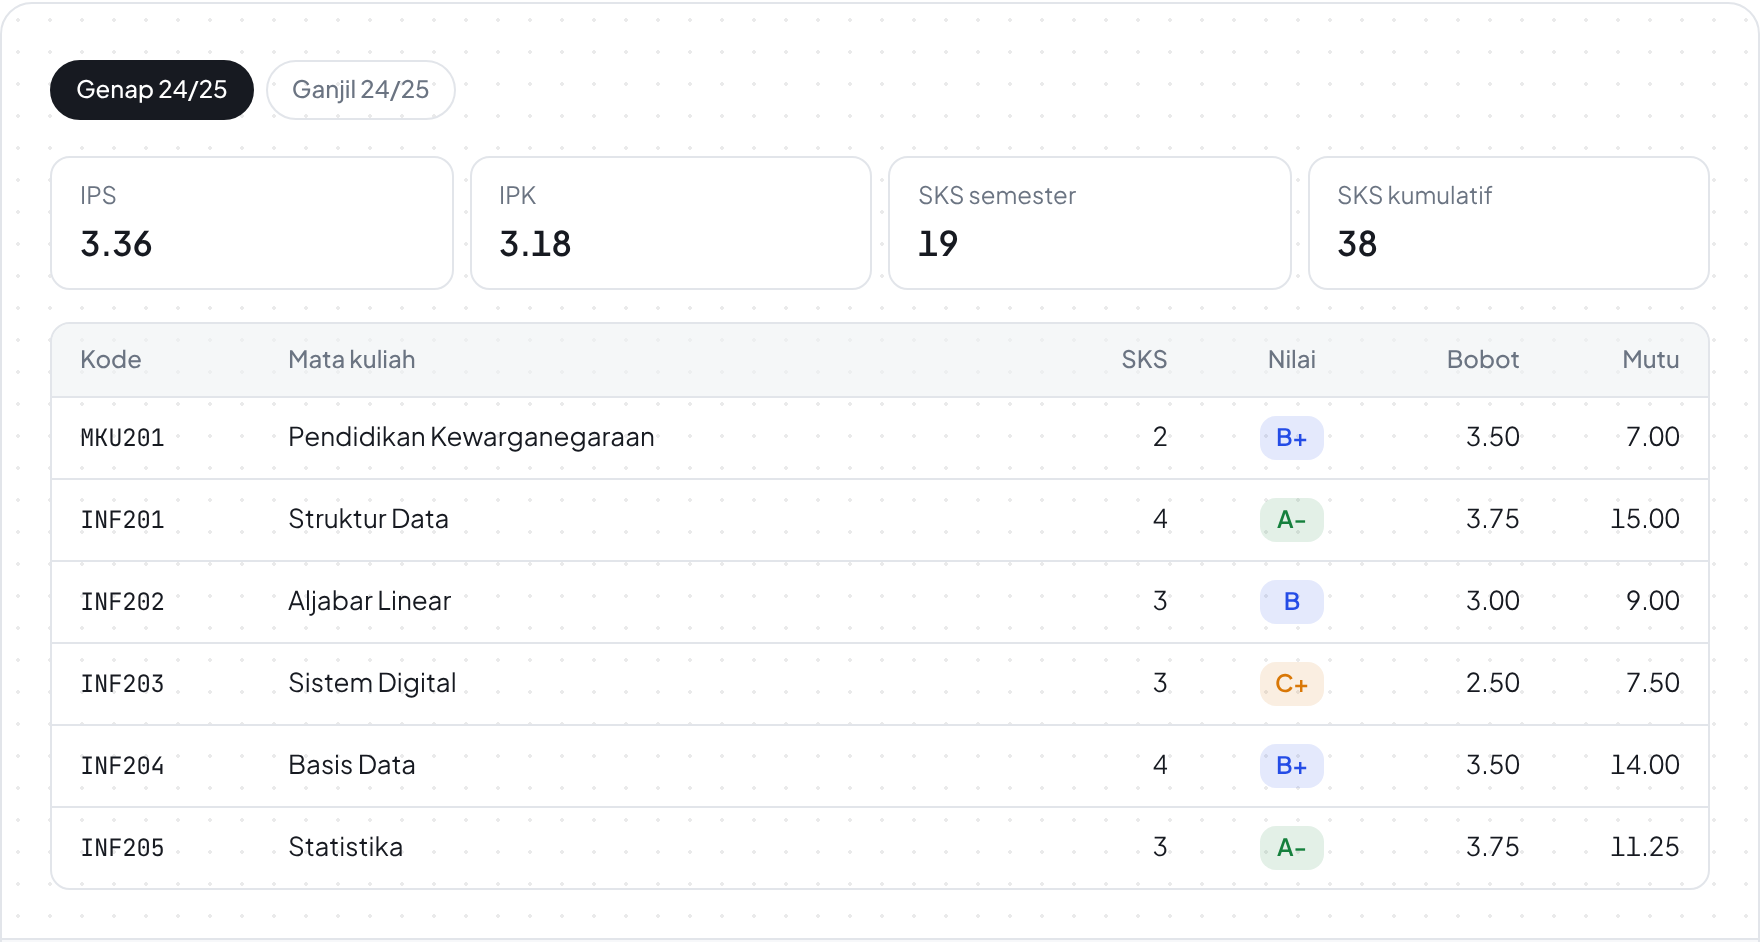 Genap 24/25 Ganjil 24/25
IPS IPK SKS semester SKS kumulatif
3.36 3.18 19 38
Kode Mata kuliah SKS Nilai Bobot Mutu
MKU201 Pendidikan Kewarganegaraan 2 B+ 3.50 7.00
INF201 Struktur Data 4 A- 3.75 15.00
INF202 Aljabar Linear 3 B 3.00 9.00
INF203 Sistem Digital 3 C+ 2.50 7.50
INF204 Basis Data 4 B+ 3.50 14.00
INF205 Statistika 3 A- 3.75 11.25